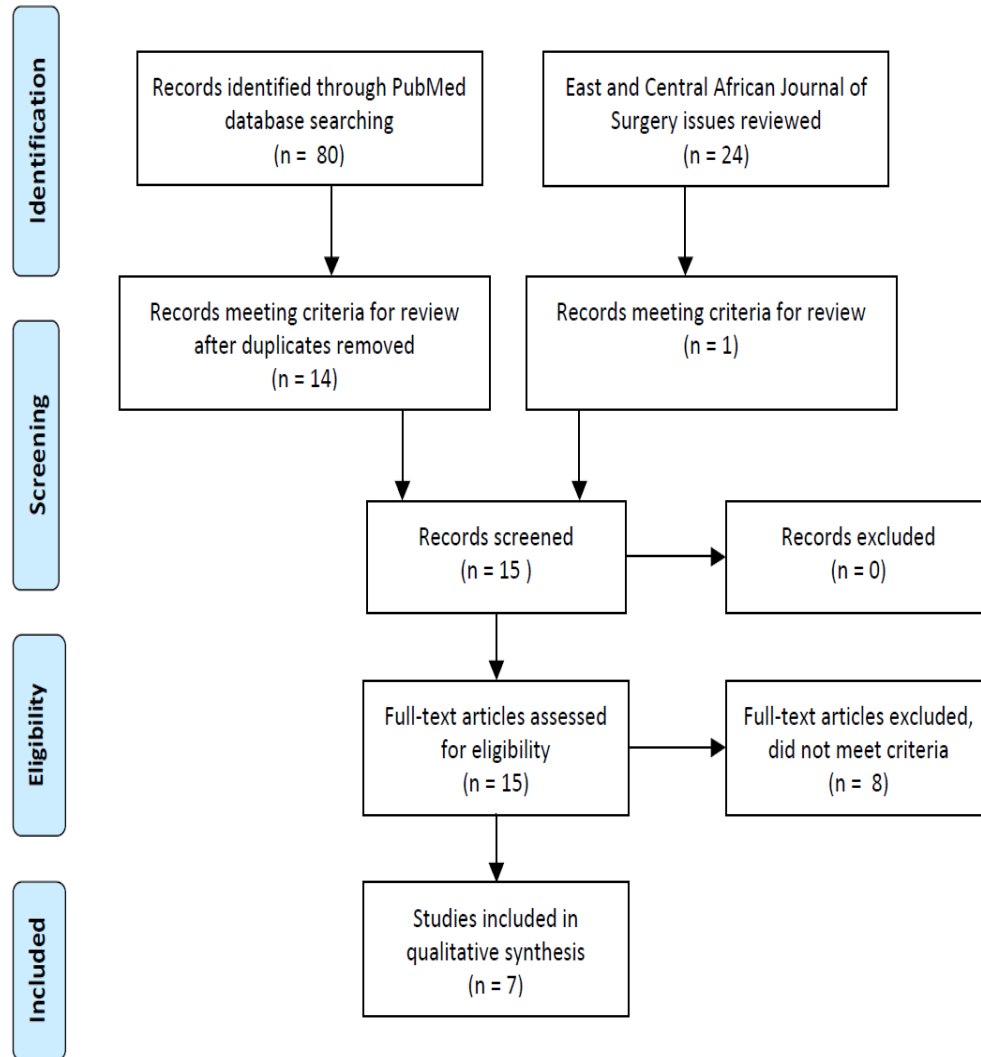 Identification
Records identified through PubMed
database searching
(n = 80)
East and Central African Journal of
Surgery issues reviewed
(n = 24)
Screening
Records meeting criteria for review
after duplicates removed
(n = 14)
Records meeting criteria for review
(n = 1)
Records screened
(n = 15 )
Records excluded
(n = 0)
Eligibility
Full-text articles assessed
for eligibility
(n = 15)
Full-text articles excluded,
did not meet criteria
(n = 8)
Included
Studies included in
qualitative synthesis
(n = 7)